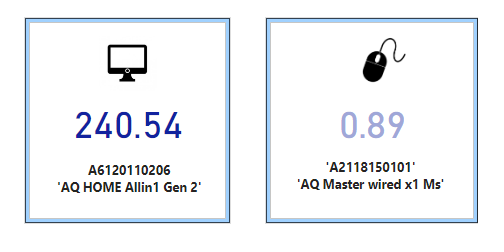 240.54
A6120110206
'AQ HOME Allin1 Gen 2'
0.89
'A2118150101'
'AQ Master wired x1 Ms'